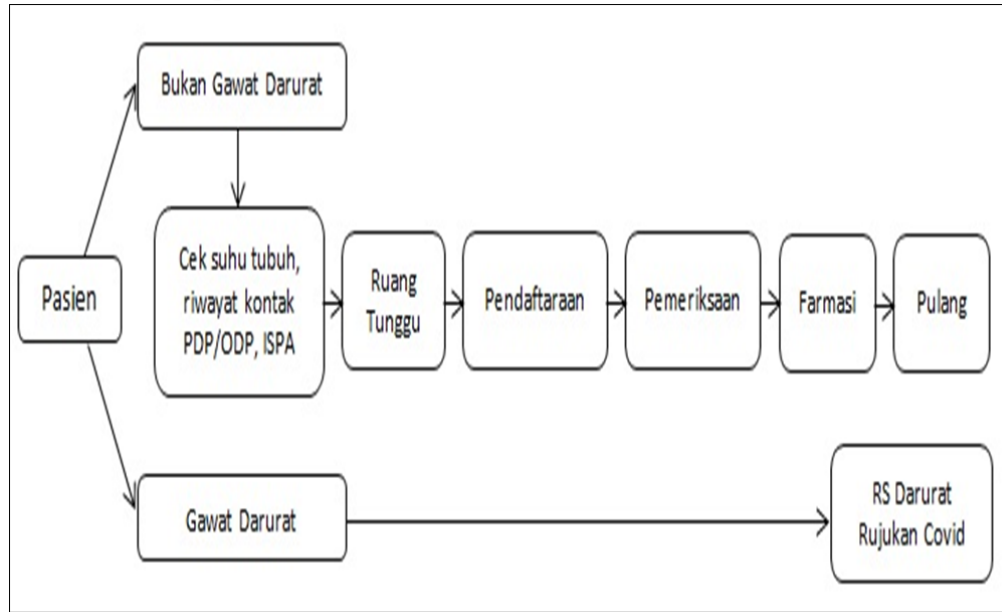 Bukan Gawat Darurat
Pasien
Cek suhu tubuh,
riwayat kontak
PDP/ODP, ISPA
Ruang
Tunggu
Pendaftaraan
Pemeriksaan
Farmasi
Pulang
Gawat Darurat
RS Darurat
Rujukan Covid